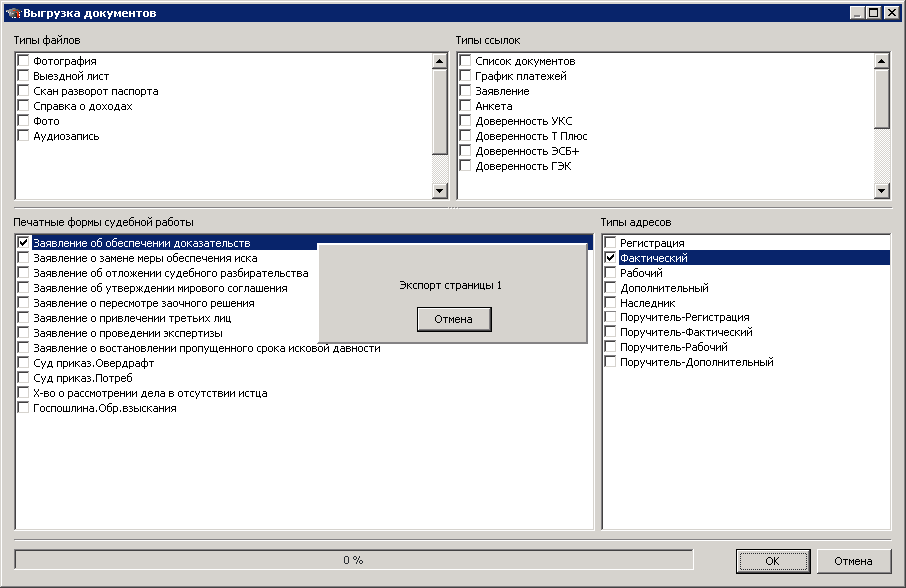 Выгрузка документов
Типы файлов
Фотография
Выездной лист
Скан разворот паспорта
Справка о доходах
Фото
Аудиозапись
Типы ссылок
Список документов
График платежей
Заявление
Анкета
Доверенность УКС
Доверенность Т Плюс
Доверенность ЭСБ+
Доверенность ГЭК
Печатные формы судебной работы
Заявление об обеспечении доказательств
Заявление о замене меры обеспечения иска
Заявление об отложении судебного разбирательства
Заявление об утверждении мирового соглашения
Заявление о пересмотре заочного решения
Заявление о привлечении третьих лиц
Заявление о проведении экспертизы
Заявление о востановлении пропущенного срока исковой давности
Суд приказ.Овердрафт
Суд приказ.Потреб
Х-во о рассмотрении дела в отсутствии истца
Госпошлина.Обр.взыскания
Экспорт страницы 1
Отмена
Типы адресов
Регистрация
Фактический
Рабочий
Дополнительный
Наследник
Поручитель-Регистрация
Поручитель-Фактический
Поручитель-Рабочий
Поручитель-Дополнительный
0 %
OK
Отмена